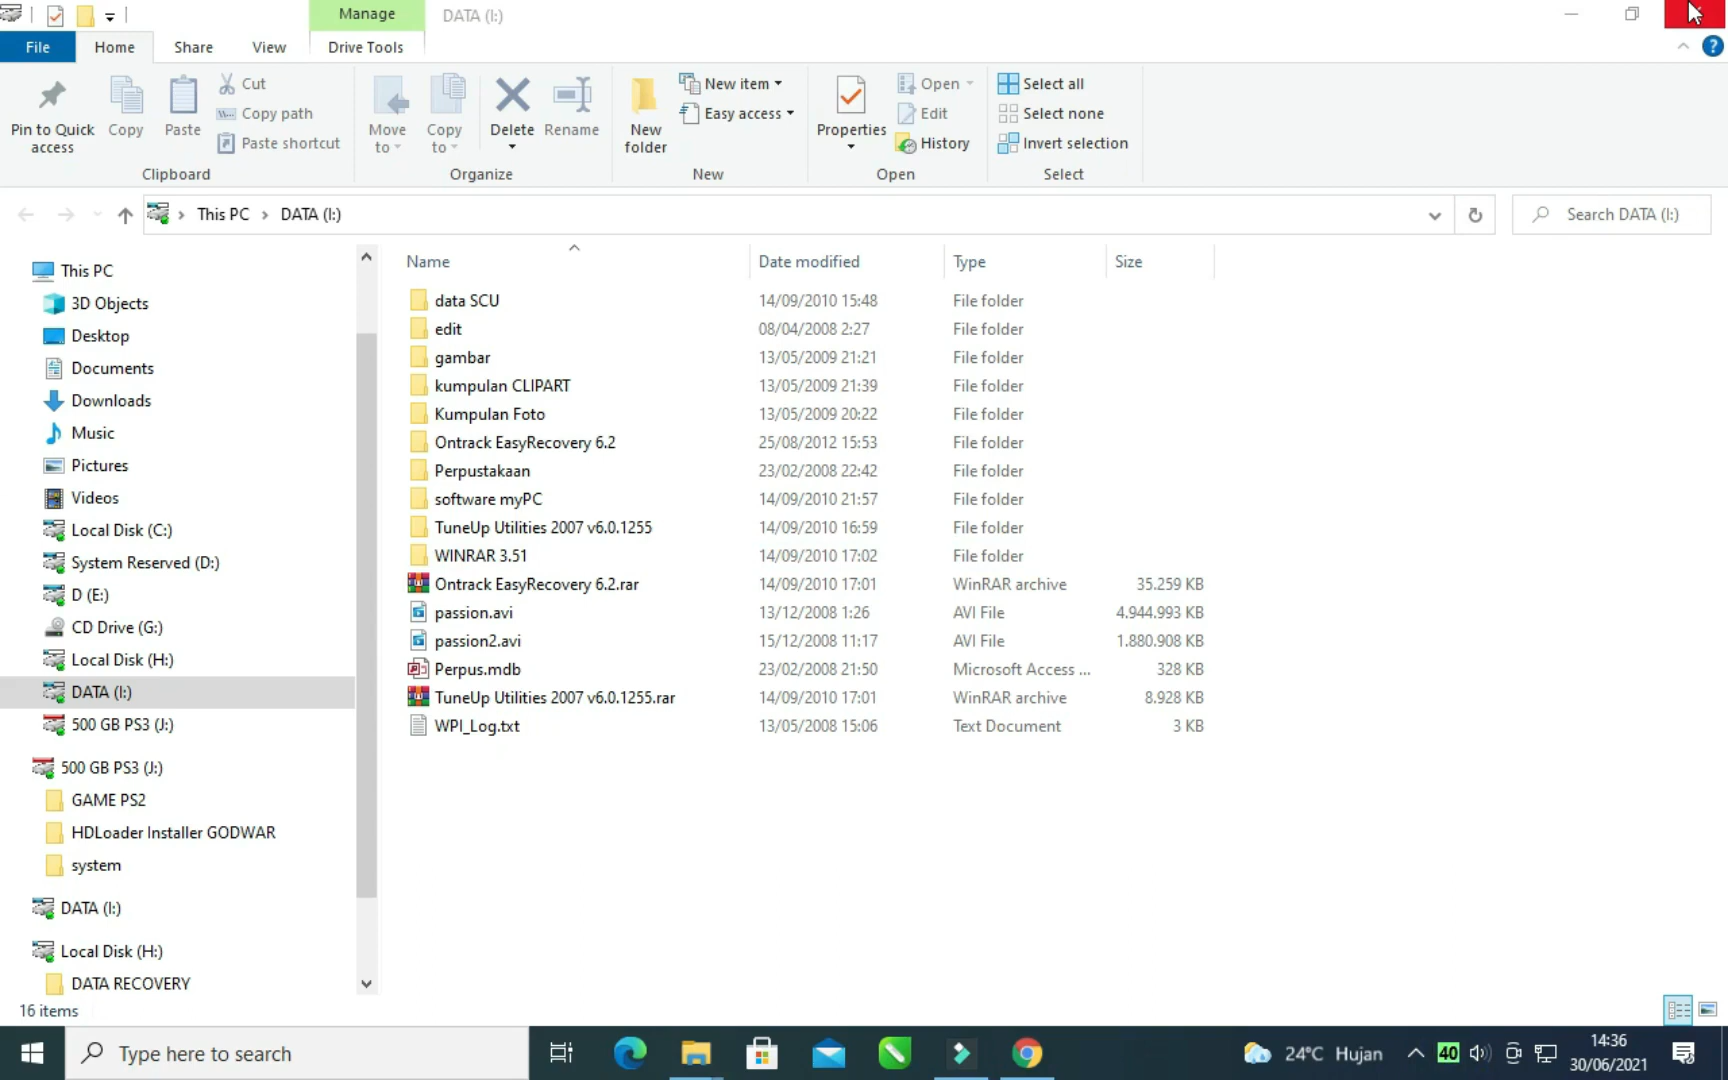 Manage DATA (I:)
File Home Share View Drive Tools
Pin to Quick access
Copy
Paste
Cut
Copy path
Paste shortcut
Clipboard
Move to
Copy to
Delete
Rename
Organize
New folder
New item
Easy access
New
Properties
Open
Edit
History
Open
Select all
Select none
Invert selection
Select
This PC DATA (I:)
Search DATA (I:)
This PC
3D Objects
Desktop
Documents
Downloads
Music
Pictures
Videos
Local Disk (C:)
System Reserved (D:)
D (E:)
CD Drive (G:)
Local Disk (H:)
DATA (I:)
500 GB PS3 (J:)
500 GB PS3 (J:)
GAME PS2
HDLoader Installer GODWAR
system
DATA (I:)
Local Disk (H:)
DATA RECOVERY
Name Date modified Type Size
data SCU 14/09/2010 15:48 File folder
edit 08/04/2008 2:27 File folder
gambar 13/05/2009 21:21 File folder
kumpulan CLIPART 13/05/2009 21:39 File folder
Kumpulan Foto 13/05/2009 20:22 File folder
Ontrack EasyRecovery 6.2 25/08/2012 15:53 File folder
Perpustakaan 23/02/2008 22:42 File folder
software myPC 14/09/2010 21:57 File folder
TuneUp Utilities 2007 v6.0.1255 14/09/2010 16:59 File folder
WINRAR 3.51 14/09/2010 17:02 File folder
Ontrack EasyRecovery 6.2.rar 14/09/2010 17:01 WinRAR archive 35.259 KB
passion.avi 13/12/2008 1:26 AVI File 4.944.993 KB
passion2.avi 15/12/2008 11:17 AVI File 1.880.908 KB
Perpus.mdb 23/02/2008 21:50 Microsoft Access ... 328 KB
TuneUp Utilities 2007 v6.0.1255.rar 14/09/2010 17:01 WinRAR archive 8.928 KB
WPI_Log.txt 13/05/2008 15:06 Text Document 3 KB
16 items
Type here to search
24°C Hujan
40
14:36
30/06/2021